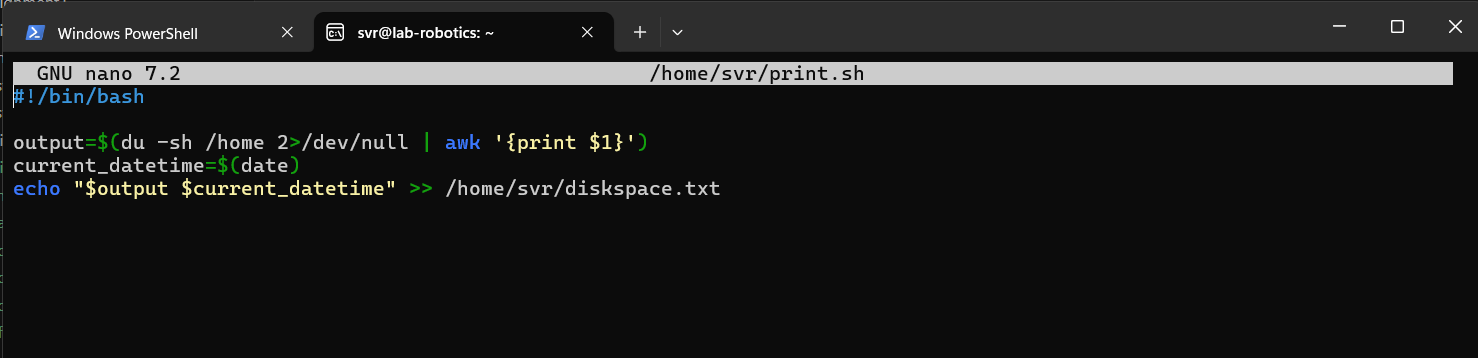 Windows PowerShell
svr@lab-robotics: ~
GNU nano 7.2 /home/svr/print.sh
#!/bin/bash
output=$(du -sh /home 2>/dev/null | awk '{print $1}')
current_datetime=$(date)
echo "$output $current_datetime" >> /home/svr/diskspace.txt